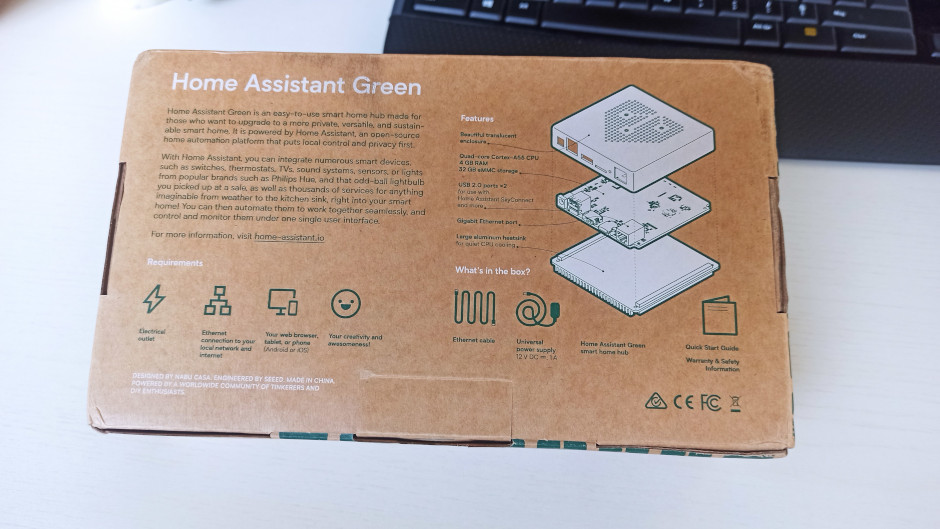 Home Assistant Green
Home Assistant Green is an easy-to-use smart home hub made for
those who want to upgrade to a more private, versatile, and sustain-
able smart home. It is powered by Home Assistant, an open-source
home automation platform that puts local control and privacy first.
With Home Assistant, you can integrate numerous smart devices,
such as switches, thermostats, TVs, sound systems, sensors, or lights
from popular brands such as Philips Hue, and that odd-ball lightbulb
you picked up at a sale, as well as thousands of services for anything
imaginable from weather to the kitchen sink, right into your smart
home! You can then automate them to work together seamlessly, and
control and monitor them under one single user interface.
For more information, visit home-assistant.io
Requirements
Electrical
outlet
Ethernet
connection to your
local network and
internet
Your web browser,
tablet, or phone
(Android or iOS)
Your creativity and
awesomeness!
DESIGNED BY NABU CASA. ENGINEERED BY SEEED. MADE IN CHINA.
POWERED BY A WORLDWIDE COMMUNITY OF TINKERERS AND
DIY ENTHUSIASTS.
Features
Beautiful translucent
enclosure
Quad-core Cortex-A55 CPU
4 GB RAM
32 GB eMMC storage
USB 2.0 ports ×2
for use with
Home Assistant SkyConnect
and more
Gigabit Ethernet port
Large aluminum heatsink
for quiet CPU cooling
What's in the box?
Ethernet cable
Universal
power supply
12 V DC ⎓ 1A
Home Assistant Green
smart home hub
Quick Start Guide
Warranty & Safety
Information
CE FC